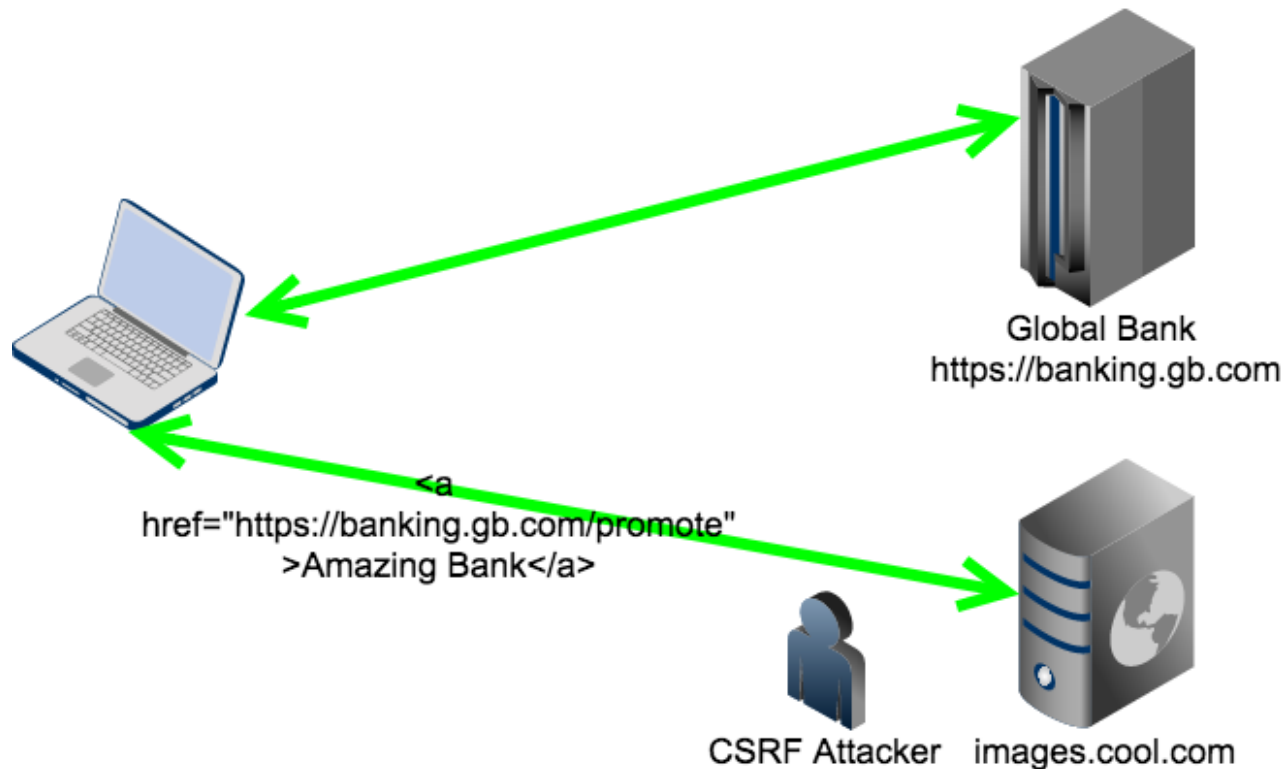 Global Bank
https://banking.gb.com
<a
href="https://banking.gb.com/promote"
>Amazing Bank</a>
CSRF Attacker
images.cool.com